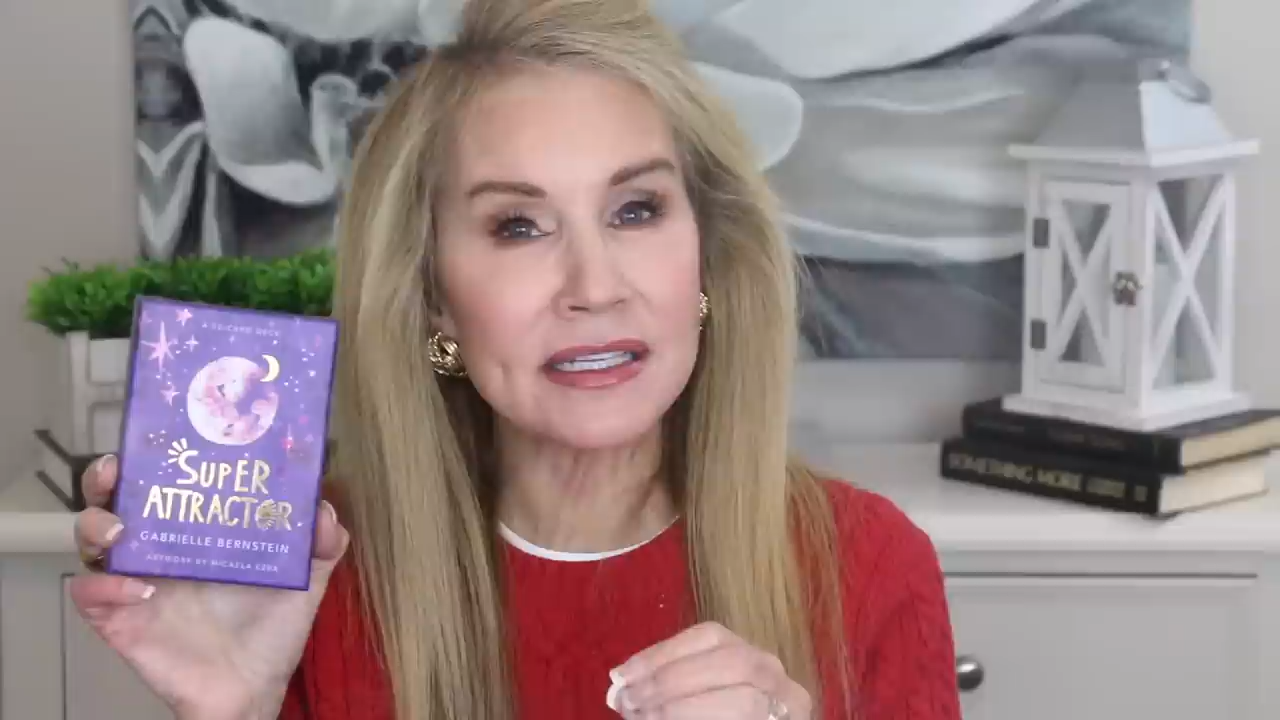 A 52-CARD DECK
SUPER
ATTRACTOR
GABRIELLE BERNSTEIN
ARTWORK BY MICAELA EZRA
SOMETHING MORE